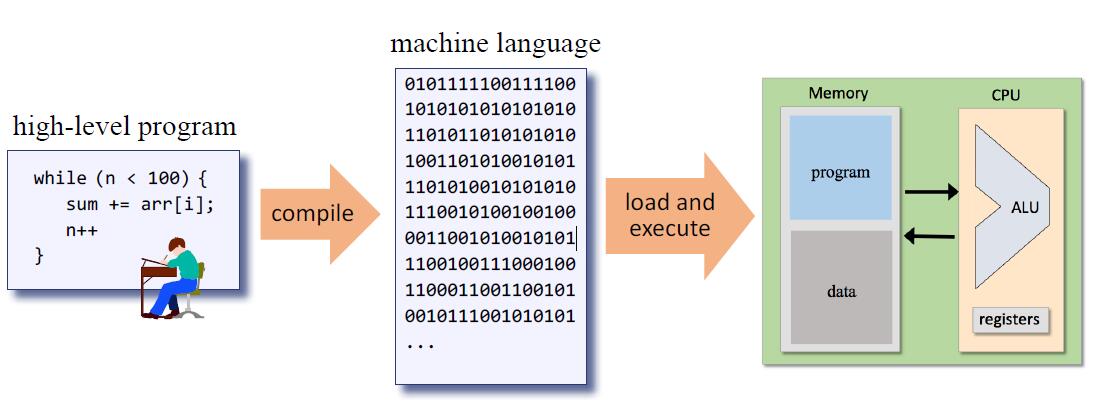 high-level program
while (n < 100) {
sum += arr[i];
n++
}
compile
machine language
0101111100111100
1010101010101010
1101011010101010
1001101010010101
1101010010101010
1110010100100100
0011001010010101
1100100111000100
1100011001100101
0010111001010101
...
load and
execute
Memory
program
data
CPU
ALU
registers